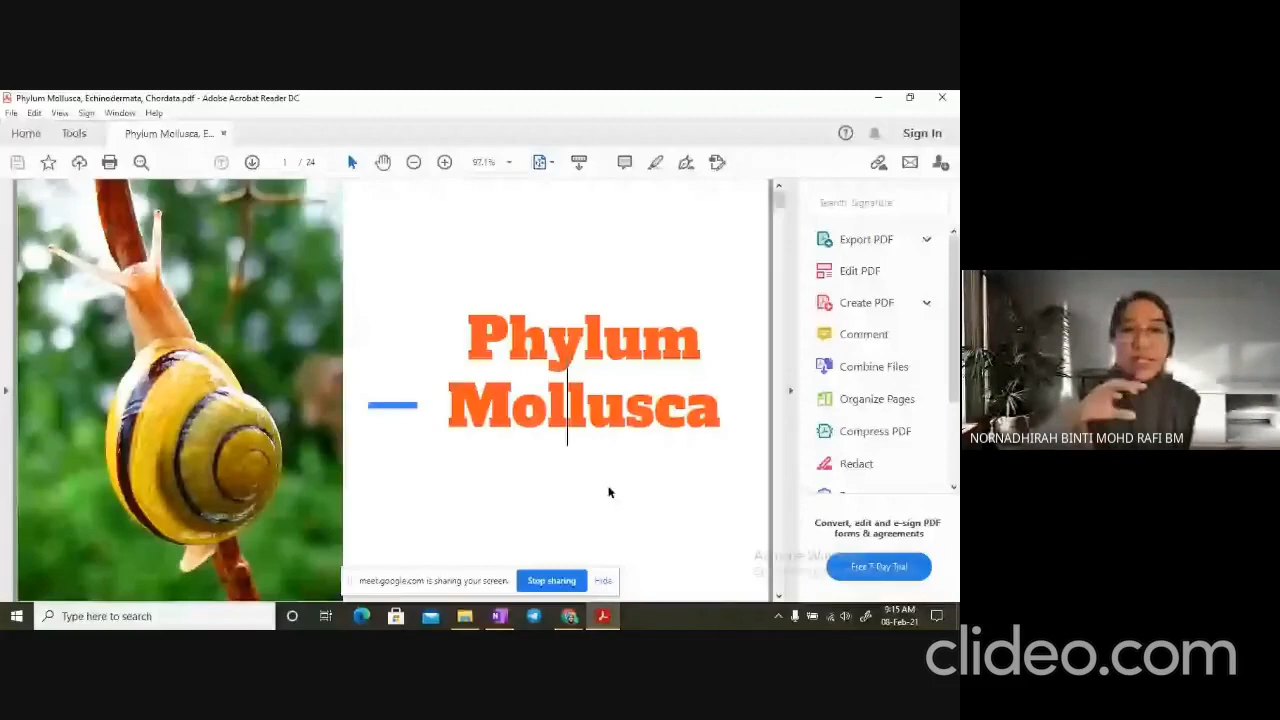 Phylum Mollusca, Echinodermata, Chordata.pdf - Adobe Acrobat Reader DC
File Edit View Sign Window Help
Home Tools Phylum Mollusca, E... × Sign In
1 / 24 97.1%
Phylum
Mollusca
Search 'Signature'
Export PDF
Edit PDF
Create PDF
Comment
Combine Files
Organize Pages
Compress PDF
Redact
Convert, edit and e-sign PDF
forms & agreements
Free 7-Day Trial
meet.google.com is sharing your screen.
Stop sharing
Hide
Type here to search
9:15 AM
08-Feb-21
NORNADHIRAH BINTI MOHD RAFI BM
clideo.com